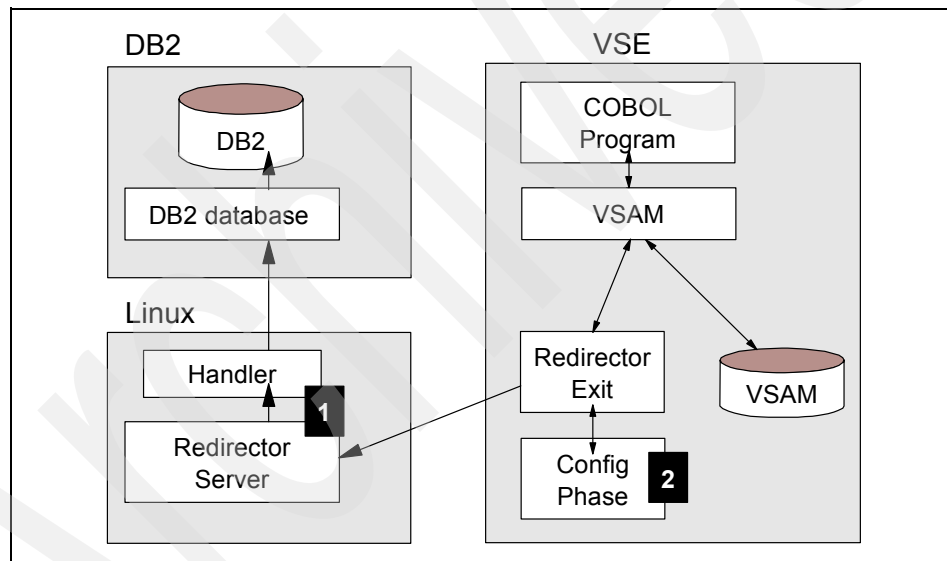 DB2
DB2
DB2 database
Linux
Handler
1
Redirector
Server
VSE
COBOL
Program
VSAM
Redirector
Exit
VSAM
Config
Phase
2